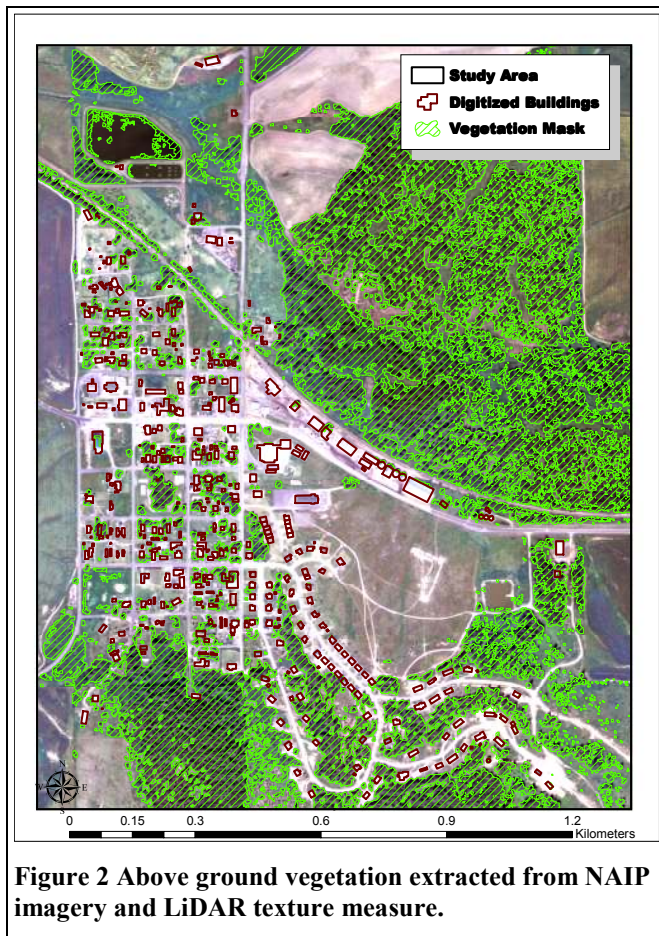 Study Area
Digitized Buildings
Vegetation Mask
N
W E
S
0 0.15 0.3 0.6 0.9 1.2
Kilometers
Figure 2 Above ground vegetation extracted from NAIP
imagery and LiDAR texture measure.